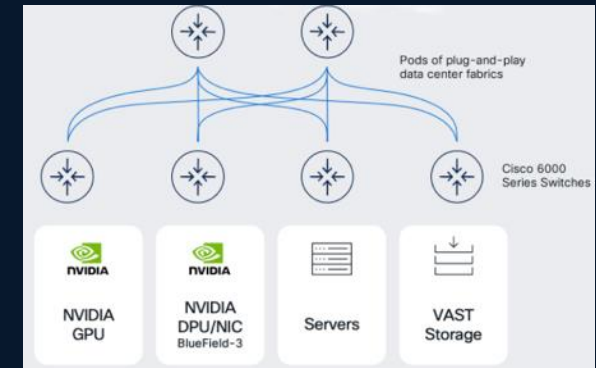 Pods of plug-and-play
data center fabrics
Cisco 6000
Series Switches
NVIDIA
NVIDIA
GPU
NVIDIA
NVIDIA
DPU/NIC
BlueField-3
Servers
VAST
Storage